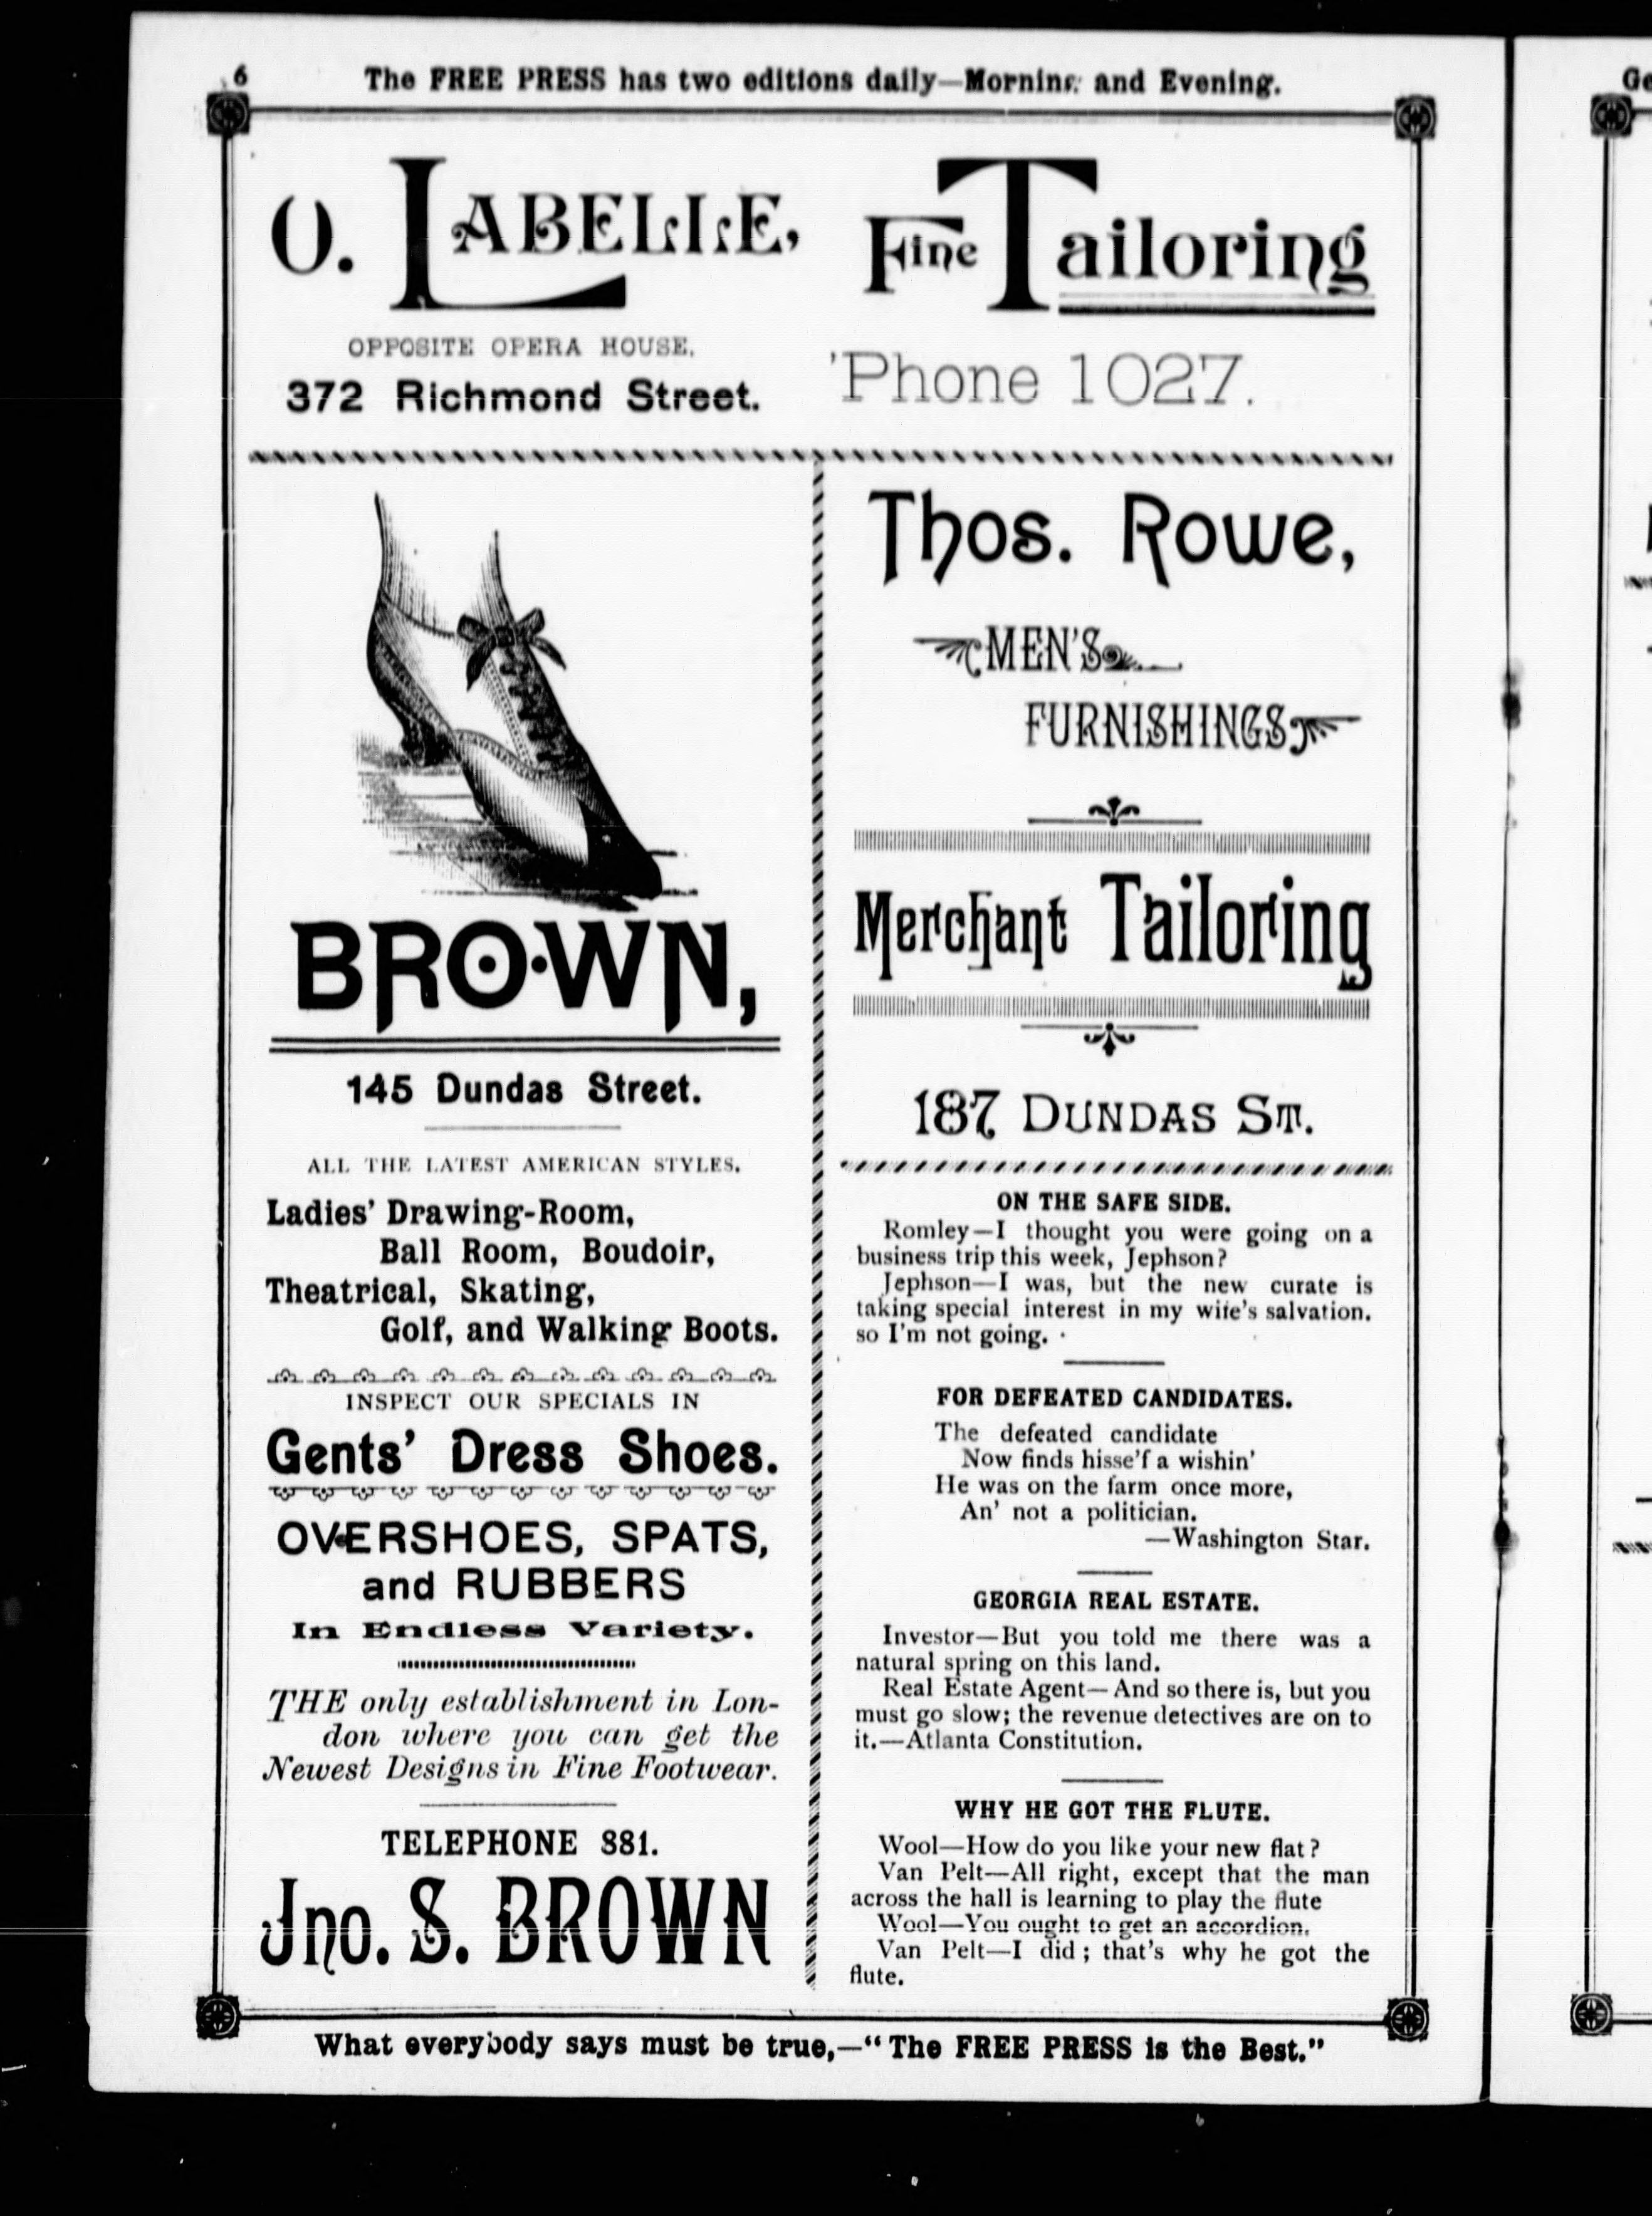 6
The FREE PRESS has two editions daily—Morning and Evening.
O. LABELLE,
Fine Tailoring
OPPOSITE OPERA HOUSE.
372 Richmond Street.
'Phone 1027.
BROWN,
145 Dundas Street.
ALL THE LATEST AMERICAN STYLES.
Ladies' Drawing-Room,
Ball Room, Boudoir,
Theatrical, Skating,
Golf, and Walking Boots.
INSPECT OUR SPECIALS IN
Gents' Dress Shoes.
OVERSHOES, SPATS,
and RUBBERS
In Endless Variety.
THE only establishment in Lon-
don where you can get the
Newest Designs in Fine Footwear.
TELEPHONE 881.
Jno. S. BROWN
Thos. Rowe,
MEN'S
FURNISHINGS
Merchant Tailoring
187 DUNDAS ST.
ON THE SAFE SIDE.
Romley—I thought you were going on a
business trip this week, Jephson?
Jephson—I was, but the new curate is
taking special interest in my wife's salvation.
so I'm not going.
FOR DEFEATED CANDIDATES.
The defeated candidate
Now finds hisse'f a wishin'
He was on the farm once more,
An' not a politician.
—Washington Star.
GEORGIA REAL ESTATE.
Investor—But you told me there was a
natural spring on this land.
Real Estate Agent—And so there is, but you
must go slow; the revenue detectives are on to
it.—Atlanta Constitution.
WHY HE GOT THE FLUTE.
Wool—How do you like your new flat?
Van Pelt—All right, except that the man
across the hall is learning to play the flute
Wool—You ought to get an accordion.
Van Pelt—I did; that's why he got the
flute.
What everybody says must be true,—"The FREE PRESS is the Best."
Ge